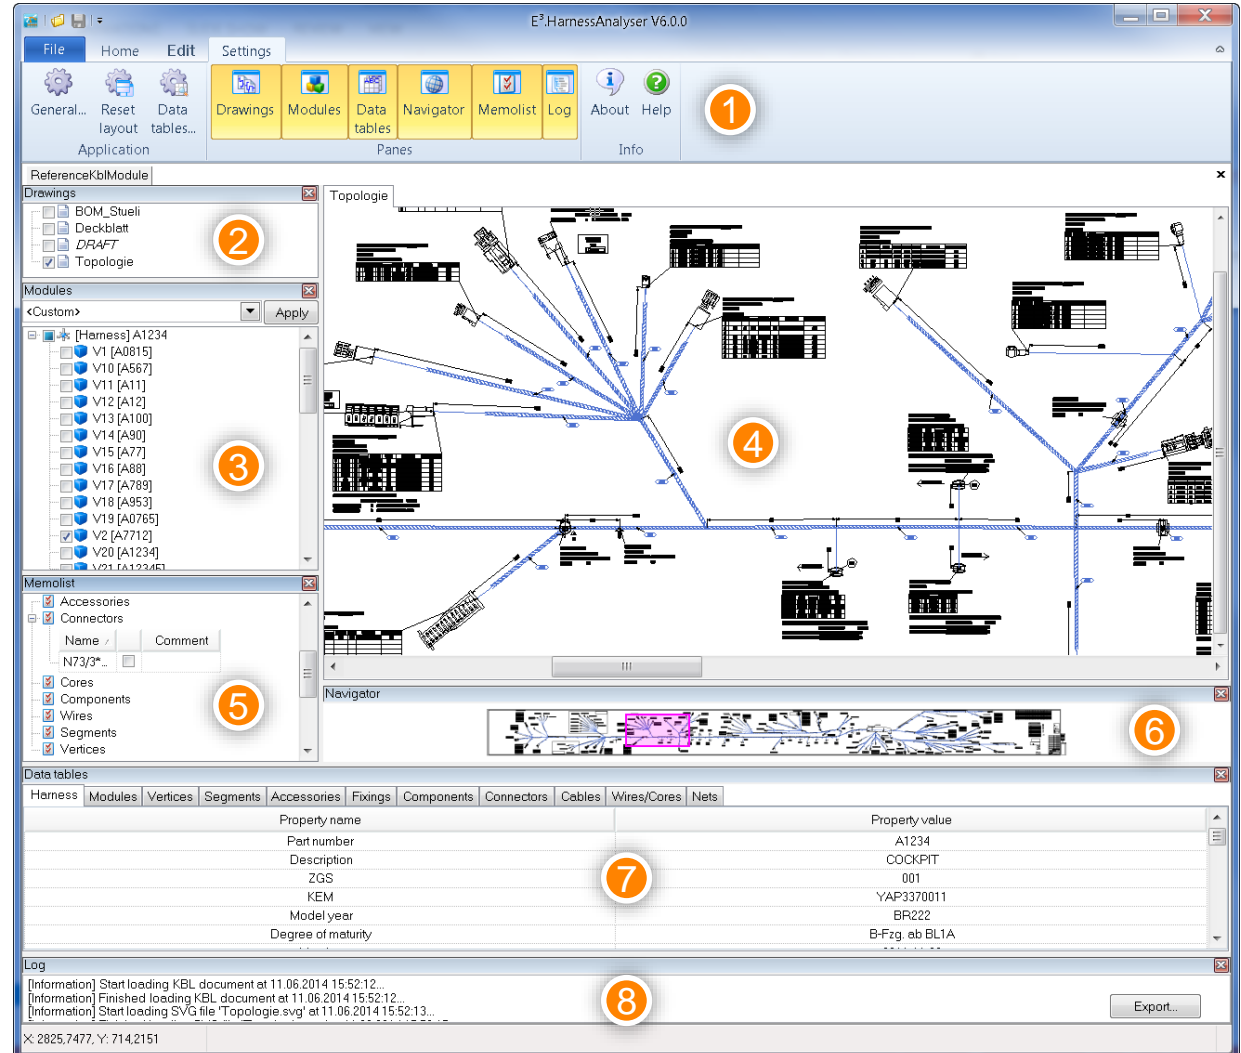 E³.HarnessAnalyser V6.0.0
File Home Edit Settings
General... Reset layout Data tables... Drawings Modules Data tables Navigator Memolist Log About Help
Application Panes Info
1
ReferenceKblModule
Drawings
BOM_Stueli
Deckblatt
DRAFT
Topologie
2
Modules
<Custom> Apply
[Harness] A1234
V1 [A0815]
V10 [A567]
V11 [A11]
V12 [A12]
V13 [A100]
V14 [A90]
V15 [A77]
V16 [A88]
V17 [A789]
V18 [A953]
V19 [A0765]
V2 [A7712]
V20 [A1234]
V21 [A12345]
3
Topologie
4
Memolist
Accessories
Connectors
Name Comment
N73/3*...
Cores
Components
Wires
Segments
Vertices
5
Navigator
6
Data tables
Harness Modules Vertices Segments Accessories Fixings Components Connectors Cables Wires/Cores Nets
Property name Property value
Part number A1234
Description COCKPIT
ZGS 001
KEM YAP3370011
Model year BR222
Degree of maturity B-Fzg. ab BL1A
7
Log
[Information] Start loading KBL document at 11.06.2014 15:52:12...
[Information] Finished loading KBL document at 11.06.2014 15:52:12...
[Information] Start loading SVG file 'Topologie.svg' at 11.06.2014 15:52:13...
8
Export...
X: 2825,7477, Y: 714,2151